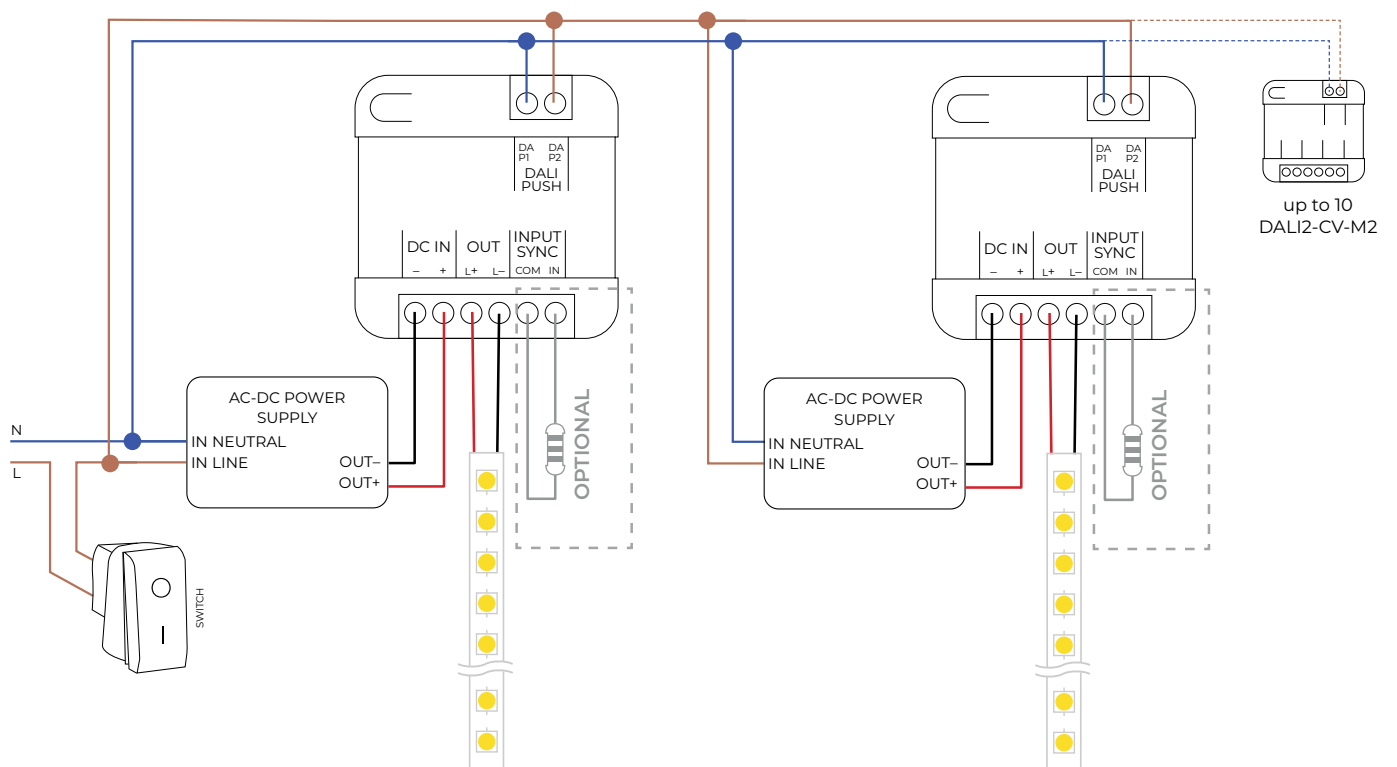 DA DA
P1 P2
DALI
PUSH
DC IN OUT INPUT
SYNC
– + L+ L– COM IN
DA DA
P1 P2
DALI
PUSH
DC IN OUT INPUT
SYNC
– + L+ L– COM IN
up to 10
DALI2-CV-M2
N
L
AC-DC POWER
SUPPLY
IN NEUTRAL
IN LINE
OUT–
OUT+
OPTIONAL
AC-DC POWER
SUPPLY
IN NEUTRAL
IN LINE
OUT–
OUT+
OPTIONAL
SWITCH